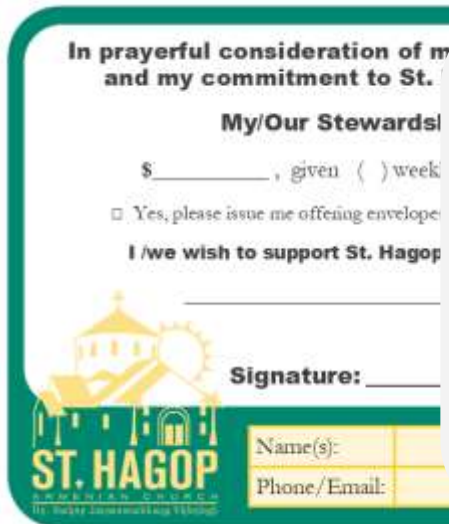 In prayerful consideration of m
and my commitment to St.
My/Our Stewardsh
$__________ , given ( ) week
□ Yes, please issue me offering envelope
I /we wish to support St. Hagop
Signature:
ST. HAGOP
ARMENIAN CHURCH
Name(s):
Phone/Email: